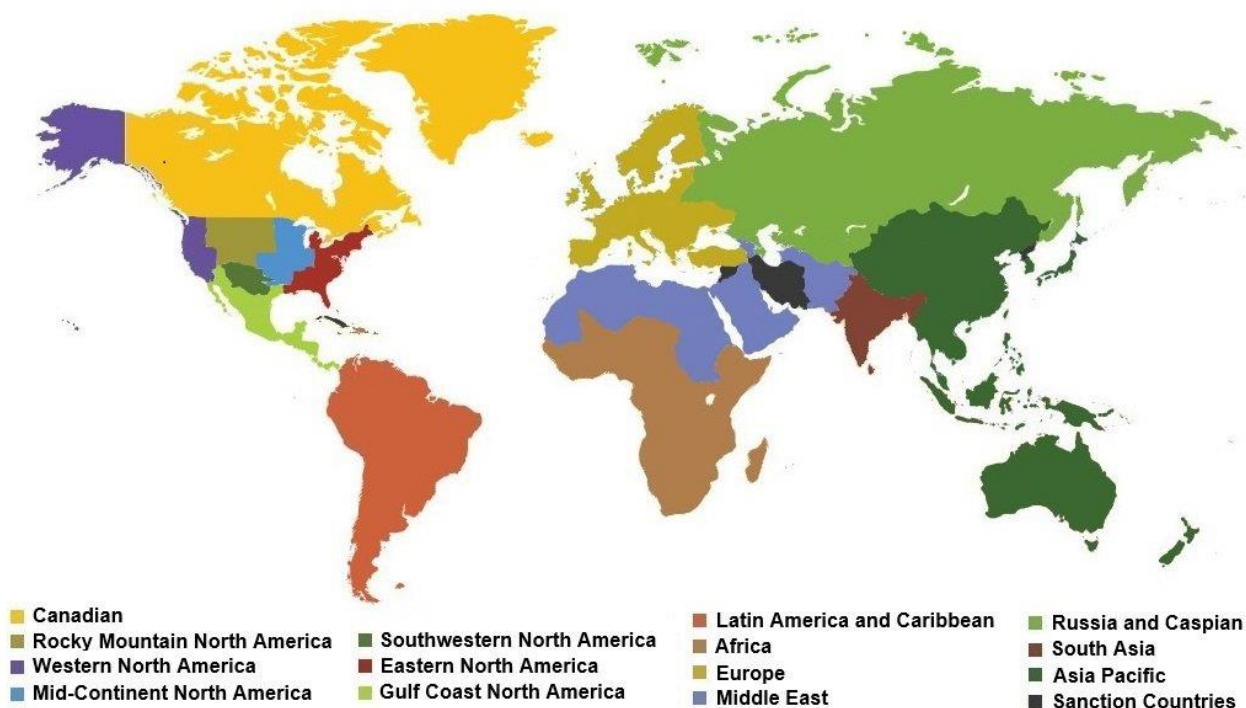 Canadian
Rocky Mountain North America
Western North America
Mid-Continent North America
Southwestern North America
Eastern North America
Gulf Coast North America
Latin America and Caribbean
Africa
Europe
Middle East
Russia and Caspian
South Asia
Asia Pacific
Sanction Countries